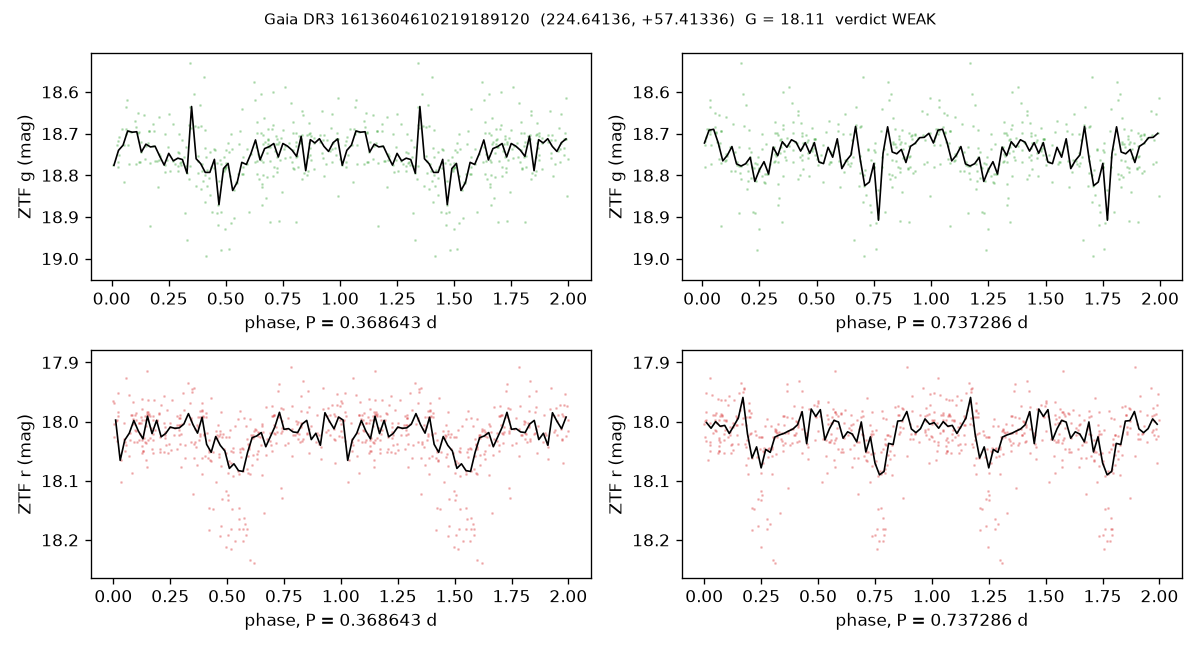 Gaia DR3 1613604610219189120  (224.64136, +57.41336)  G = 18.11  verdict WEAK
ZTF g (mag)
18.6
18.7
18.8
18.9
19.0
0.00 0.25 0.50 0.75 1.00 1.25 1.50 1.75 2.00
phase, P = 0.368643 d
ZTF g (mag)
18.6
18.7
18.8
18.9
19.0
0.00 0.25 0.50 0.75 1.00 1.25 1.50 1.75 2.00
phase, P = 0.737286 d
ZTF r (mag)
17.9
18.0
18.1
18.2
0.00 0.25 0.50 0.75 1.00 1.25 1.50 1.75 2.00
phase, P = 0.368643 d
ZTF r (mag)
17.9
18.0
18.1
18.2
0.00 0.25 0.50 0.75 1.00 1.25 1.50 1.75 2.00
phase, P = 0.737286 d